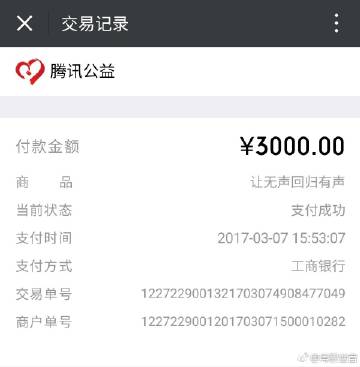 交易记录
腾讯公益
付款金额 ¥3000.00
商 品 让无声回归有声
当前状态 支付成功
支付时间 2017-03-07 15:53:07
支付方式 工商银行
交易单号 1227229001321703074908477049
商户单号 1227229001201703071500010282